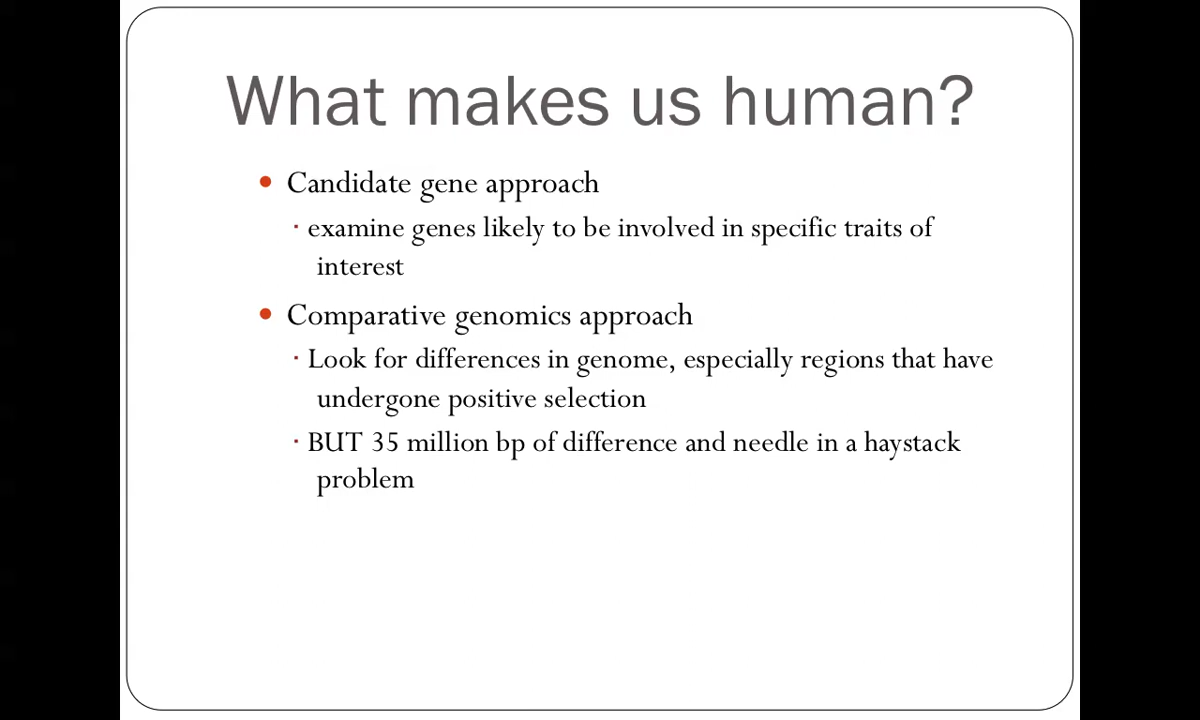 What makes us human?
• Candidate gene approach
· examine genes likely to be involved in specific traits of
interest
• Comparative genomics approach
· Look for differences in genome, especially regions that have
undergone positive selection
· BUT 35 million bp of difference and needle in a haystack
problem